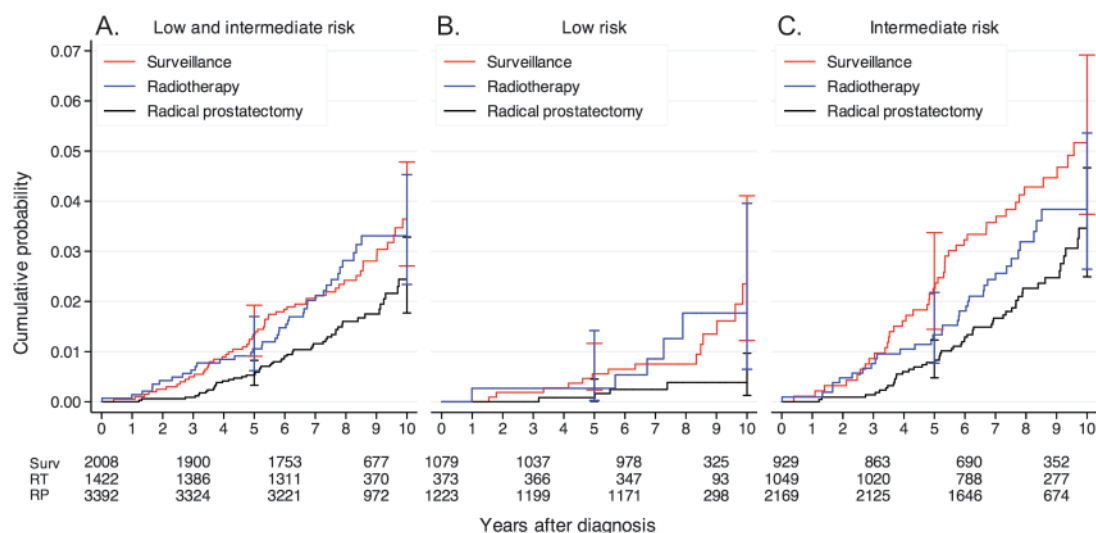 A. Low and intermediate risk
B. Low risk
C. Intermediate risk
Surveillance
Radiotherapy
Radical prostatectomy
Surveillance
Radiotherapy
Radical prostatectomy
Surveillance
Radiotherapy
Radical prostatectomy
Cumulative probability
0.07
0.06
0.05
0.04
0.03
0.02
0.01
0.00
0 1 2 3 4 5 6 7 8 9 10
0 1 2 3 4 5 6 7 8 9 10
0 1 2 3 4 5 6 7 8 9 10
Surv 2008 1900 1753 677 1079 1037 978 325 929 863 690 352
RT 1422 1386 1311 370 373 366 347 93 1049 1020 788 277
RP 3392 3324 3221 972 1223 1199 1171 298 2169 2125 1646 674
Years after diagnosis